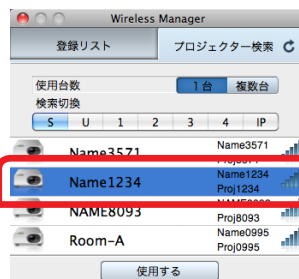 Wireless Manager
登録リスト プロジェクター検索
使用台数 1台 複数台
検索切換
S U 1 2 3 4 IP
Name3571 Name3571
Proj3571
Name1234 Name1234
Proj1234
NAME8093 NAME8093
Proj8093
Room-A Name0995
Proj0995
使用する